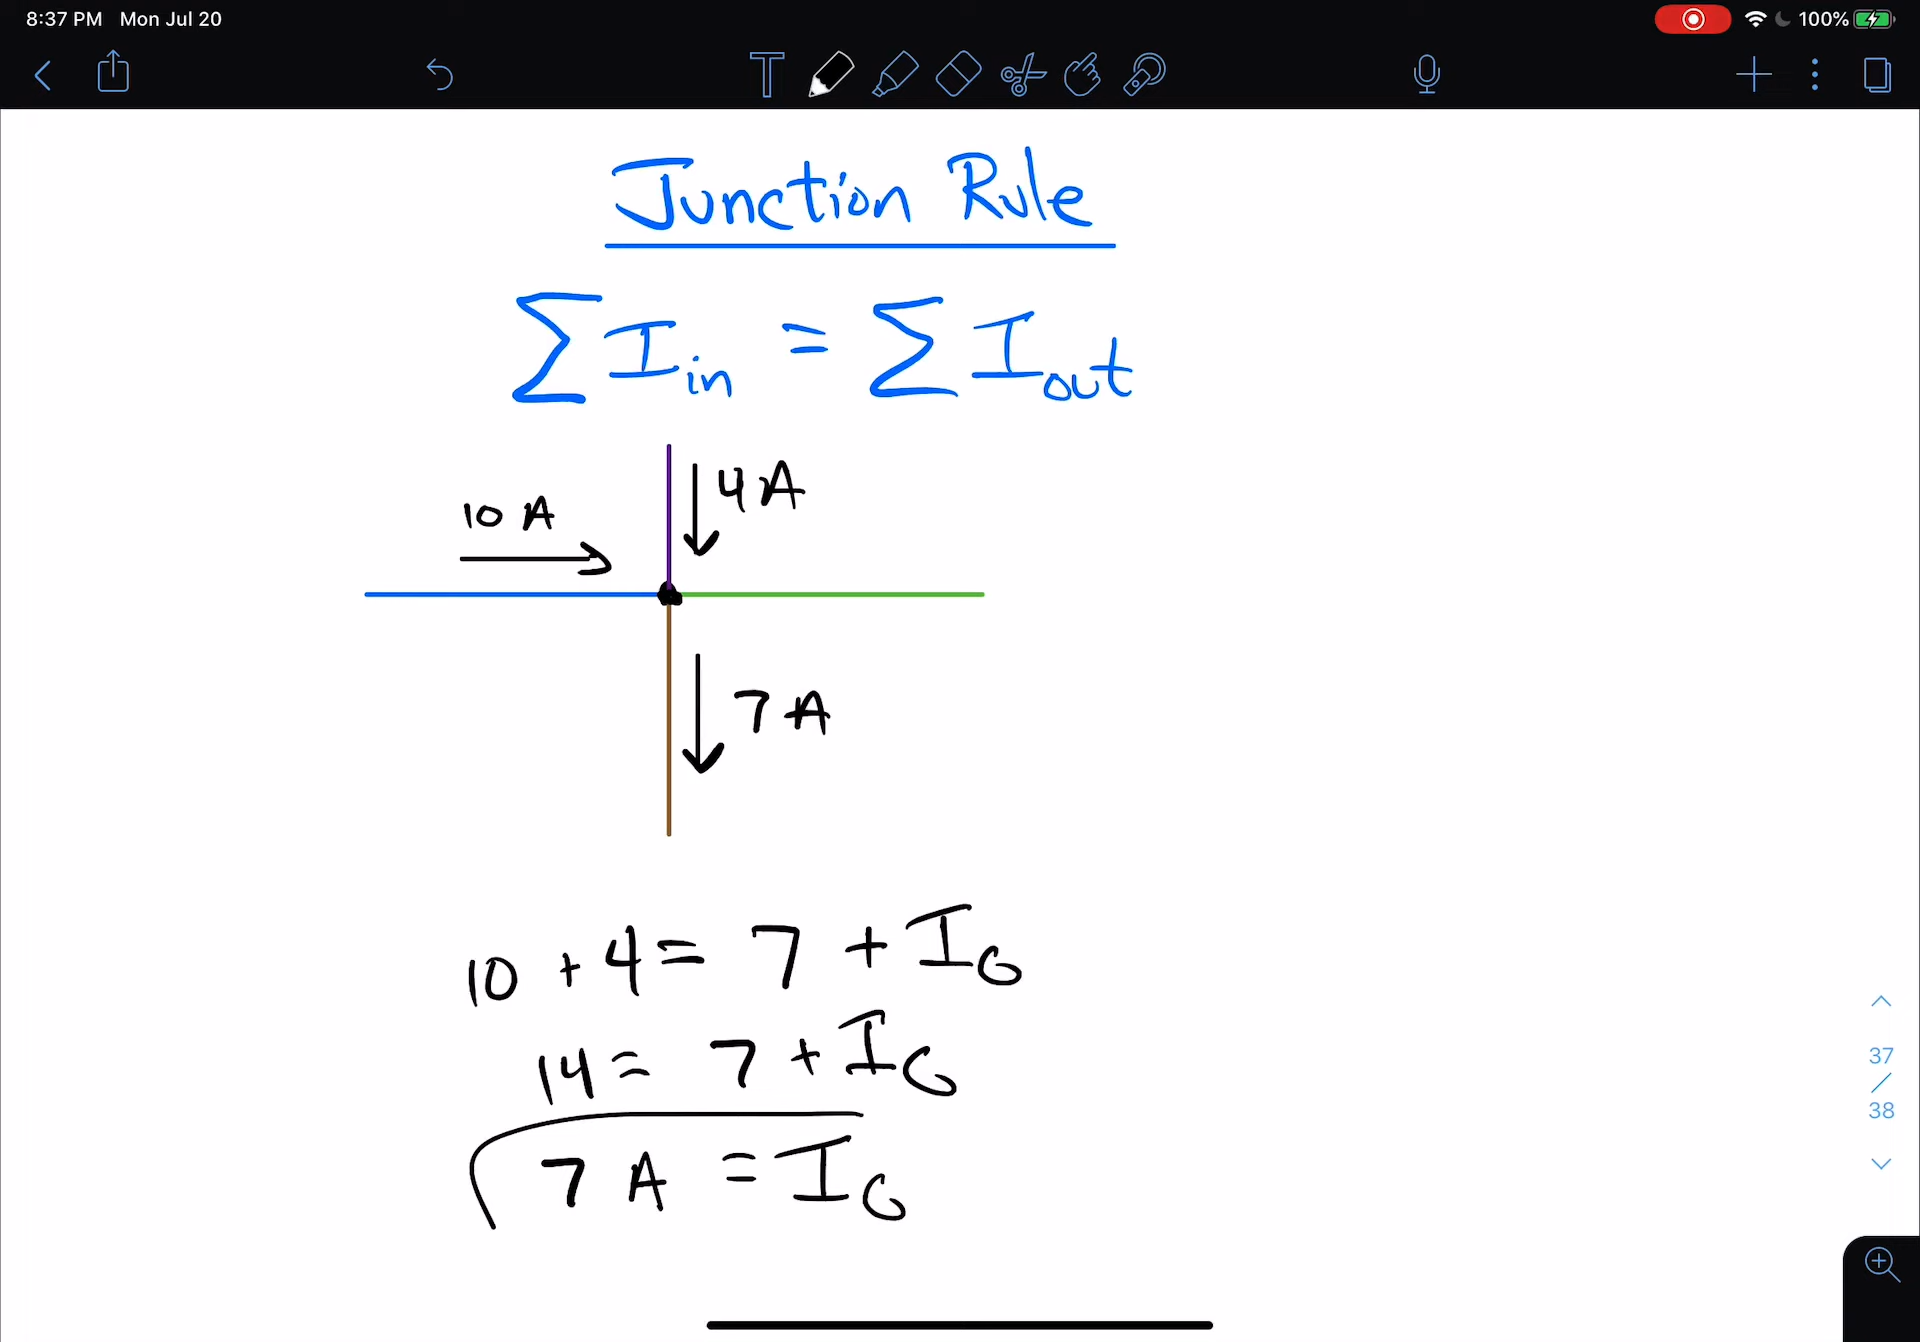 8:37 PM Mon Jul 20
100%
T
Junction Rule
∑ I_in = ∑ I_out
4A
10 A
7 A
10 + 4 = 7 + I_G
14 = 7 + I_G
7 A = I_G
37
/
38